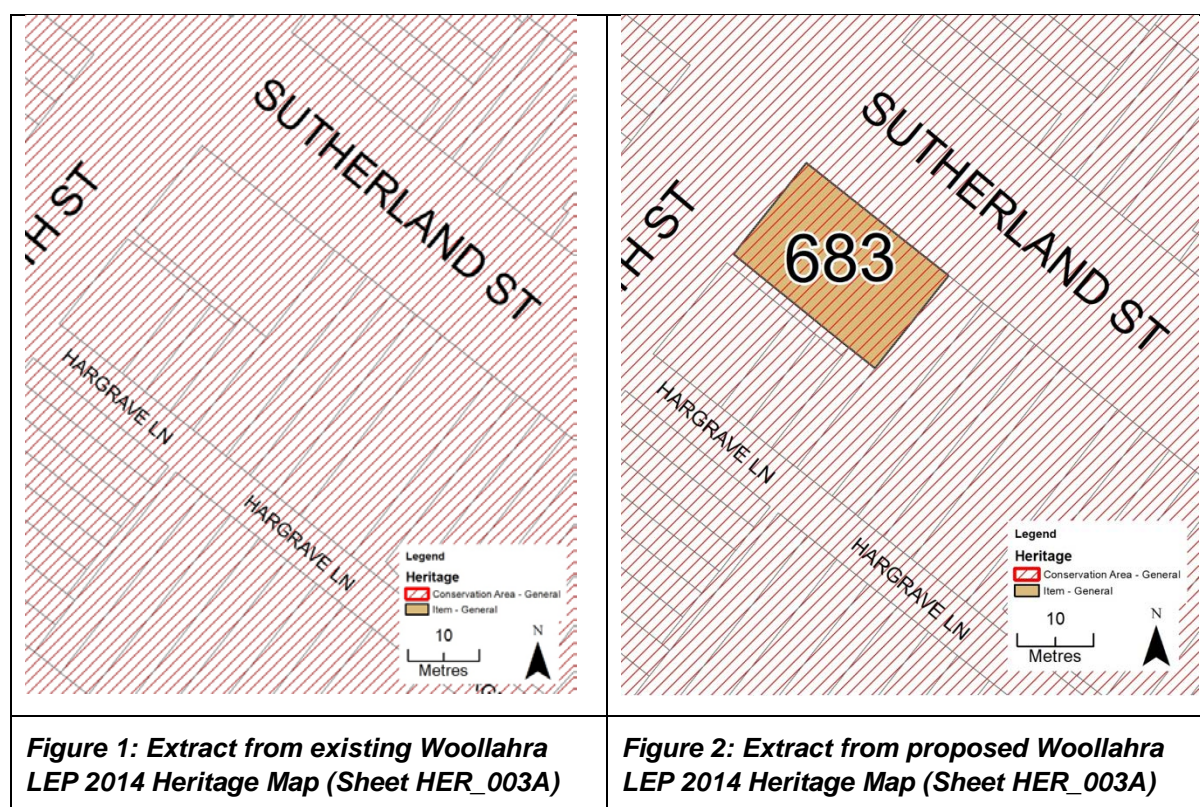 SUTHERLAND ST
H ST
HARGRAVE LN
HARGRAVE LN
Legend
Heritage
Conservation Area - General
Item - General
10
Metres
N
Figure 1: Extract from existing Woollahra
LEP 2014 Heritage Map (Sheet HER_003A)
SUTHERLAND ST
H ST
683
HARGRAVE LN
HARGRAVE LN
Legend
Heritage
Conservation Area - General
Item - General
10
Metres
N
Figure 2: Extract from proposed Woollahra
LEP 2014 Heritage Map (Sheet HER_003A)